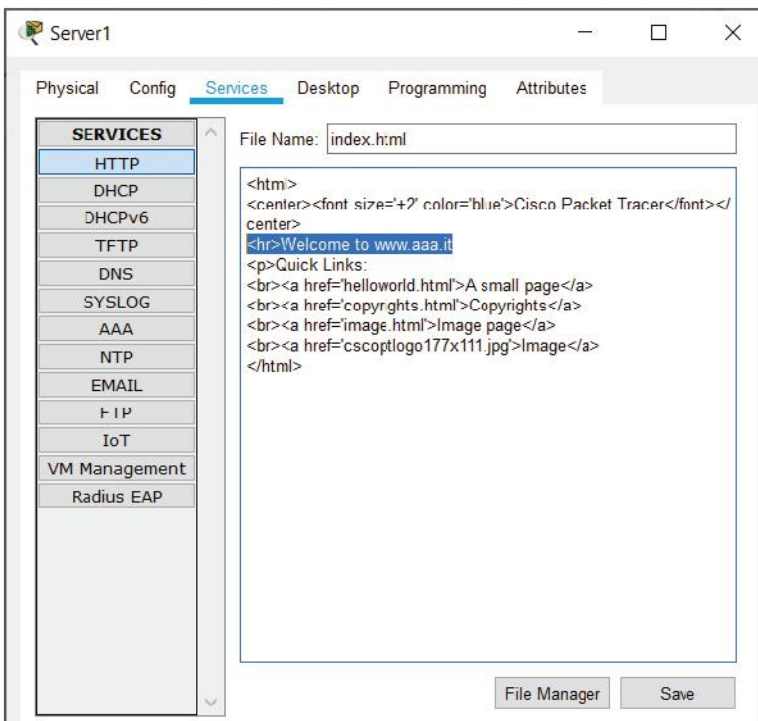 Server1
Physical Config Services Desktop Programming Attributes
SERVICES
HTTP
DHCP
DHCPv6
TFTP
DNS
SYSLOG
AAA
NTP
EMAIL
FTP
IoT
VM Management
Radius EAP
File Name: index.html
<html>
<center><font size='+2' color='blue'>Cisco Packet Tracer</font></
center>
<hr>Welcome to www.aaa.it
<p>Quick Links:
<br><a href='helloworld.html'>A small page</a>
<br><a href='copyrights.html'>Copyrights</a>
<br><a href='image.html'>Image page</a>
<br><a href='cscoptlogo177x111.jpg'>Image</a>
</html>
File Manager Save